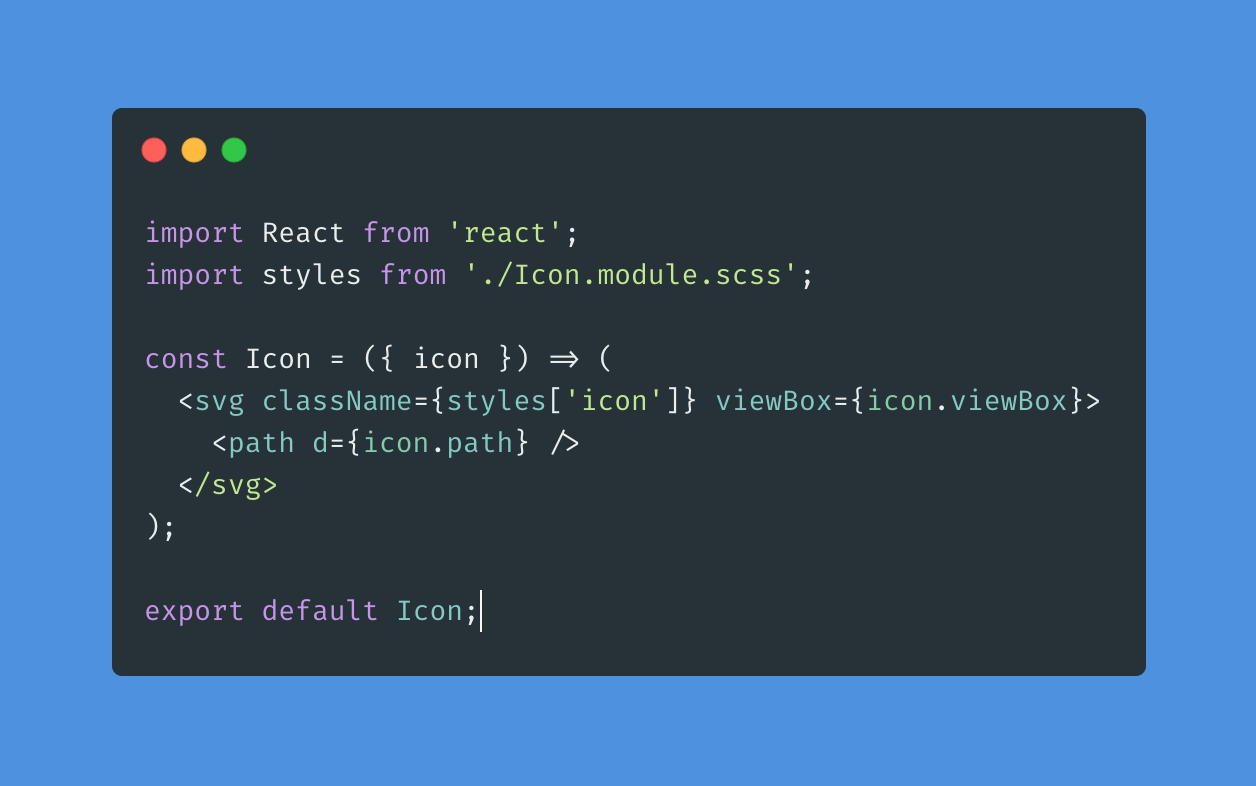 import React from 'react';
import styles from './Icon.module.scss';

const Icon = ({ icon }) => (
  <svg className={styles['icon']} viewBox={icon.viewBox}>
    <path d={icon.path} />
  </svg>
);

export default Icon;